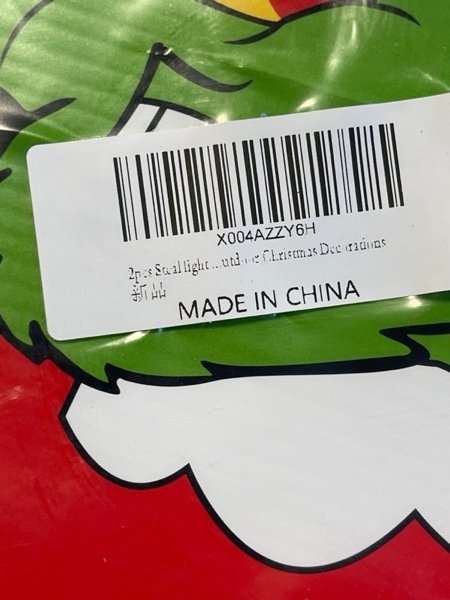 X004AZZY6H
2pcs Steal light ...utdoor Christmas Decorations
新品
MADE IN CHINA